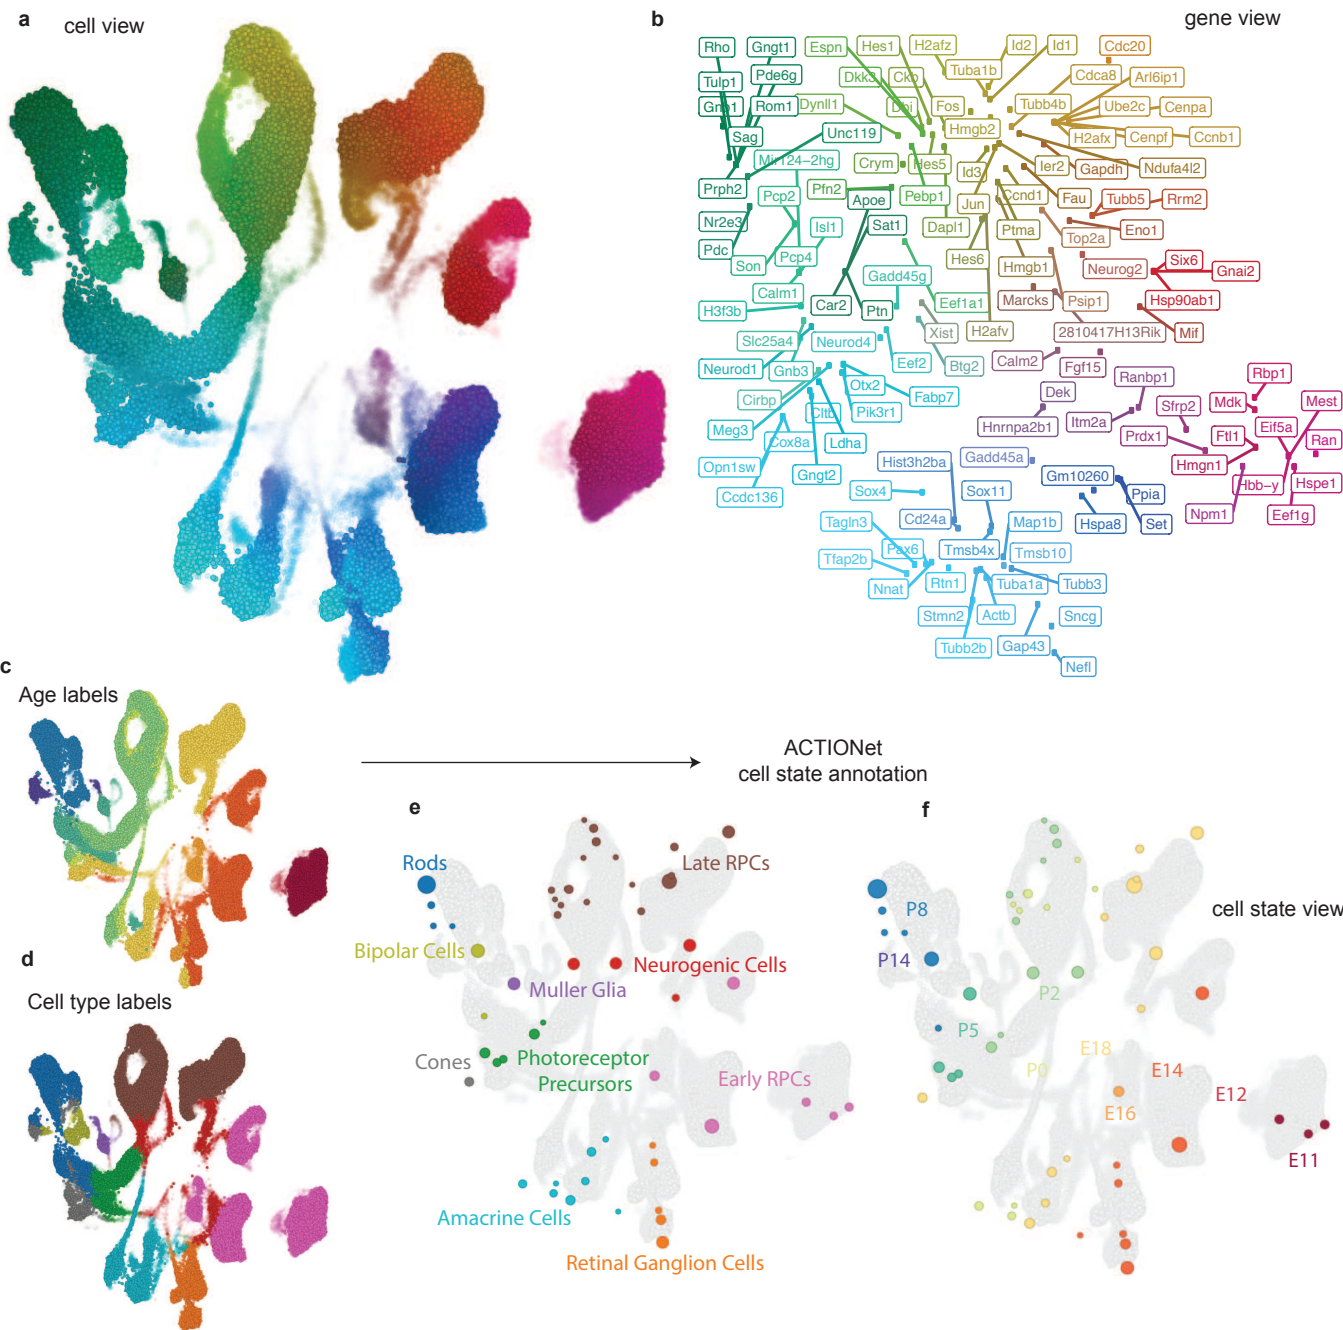 a
cell view
b
gene view
Rho
Gngt1
Espn
Hes1
H2afz
Id2
Id1
Cdc20
Tulp1
Pde6g
Dkk3
Ckb
Tuba1b
Cdca8
Arl6ip1
Gnb1
Rom1
Dynll1
Dbi
Fos
Tubb4b
Ube2c
Cenpa
Sag
Unc119
Hmgb2
H2afx
Cenpf
Ccnb1
Mir124-2hg
Crym
Hes5
Id3
Ier2
Gapdh
Ndufa4l2
Prph2
Pcp2
Pfn2
Apoe
Pebp1
Jun
Ccnd1
Fau
Tubb5
Rrm2
Nr2e3
Isl1
Sat1
Dapl1
Ptma
Top2a
Eno1
Pdc
Son
Pcp4
Gadd45g
Hes6
Hmgb1
Neurog2
Six6
Gnai2
Calm1
H3f3b
Car2
Ptn
Eef1a1
Marcks
Psip1
Hsp90ab1
Slc25a4
Neurod4
Xist
H2afv
2810417H13Rik
Mif
Neurod1
Gnb3
Eef2
Btg2
Calm2
Fgf15
Otx2
Fabp7
Dek
Ranbp1
Rbp1
Cirbp
Cltb
Pik3r1
Hnrnpa2b1
Itm2a
Sfrp2
Mdk
Mest
Meg3
Cox8a
Ldha
Prdx1
Ftl1
Eif5a
Ran
Opn1sw
Gngt2
Hist3h2ba
Gadd45a
Hmgn1
Ccdc136
Sox4
Sox11
Gm10260
Ppia
Hbb-y
Hspe1
Tagln3
Cd24a
Map1b
Hspa8
Set
Npm1
Eef1g
Tfap2b
Pax6
Tmsb4x
Tmsb10
Nnat
Rtn1
Tuba1a
Tubb3
Stmn2
Actb
Sncg
Tubb2b
Gap43
Nefl
c
Age labels
ACTIONet
cell state annotation
d
Cell type labels
e
Rods
Late RPCs
Bipolar Cells
Neurogenic Cells
Muller Glia
Cones
Photoreceptor
Precursors
Early RPCs
Amacrine Cells
Retinal Ganglion Cells
f
cell state view
P8
P14
P2
P5
P0
E18
E14
E16
E12
E11